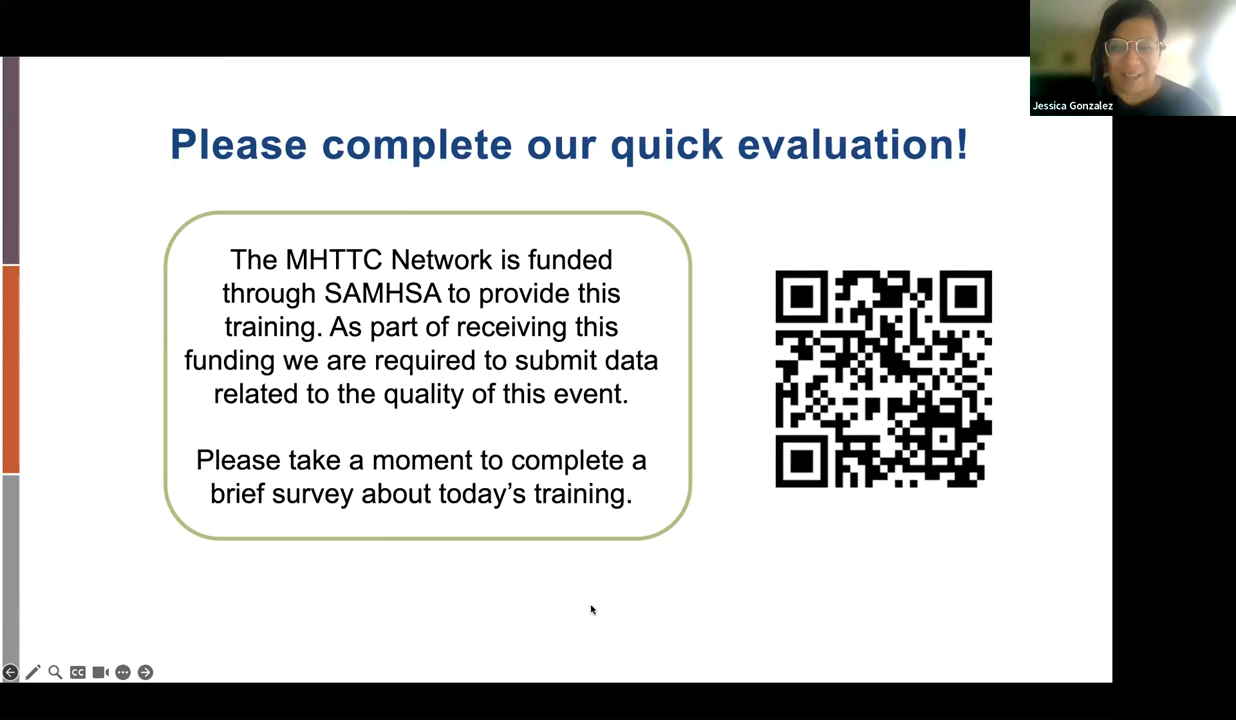 Jessica Gonzalez
Please complete our quick evaluation!
The MHTTC Network is funded
through SAMHSA to provide this
training. As part of receiving this
funding we are required to submit data
related to the quality of this event.
Please take a moment to complete a
brief survey about today’s training.
CC